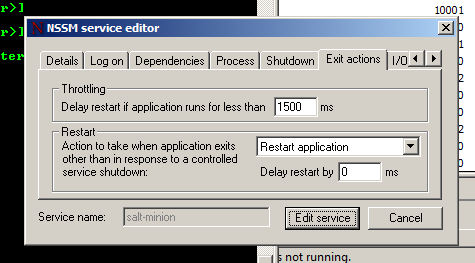 r>]
10001
NSSM service editor
r>]
ter
Details
Log on
Dependencies
Process
Shutdown
Exit actions
I/O
Throttling
Delay restart if application runs for less than 1500 ms
Restart
Action to take when application exits
other than in response to a controlled
service shutdown:
Restart application
Delay restart by 0 ms
Service name: salt-minion
Edit service
Cancel
s not running.